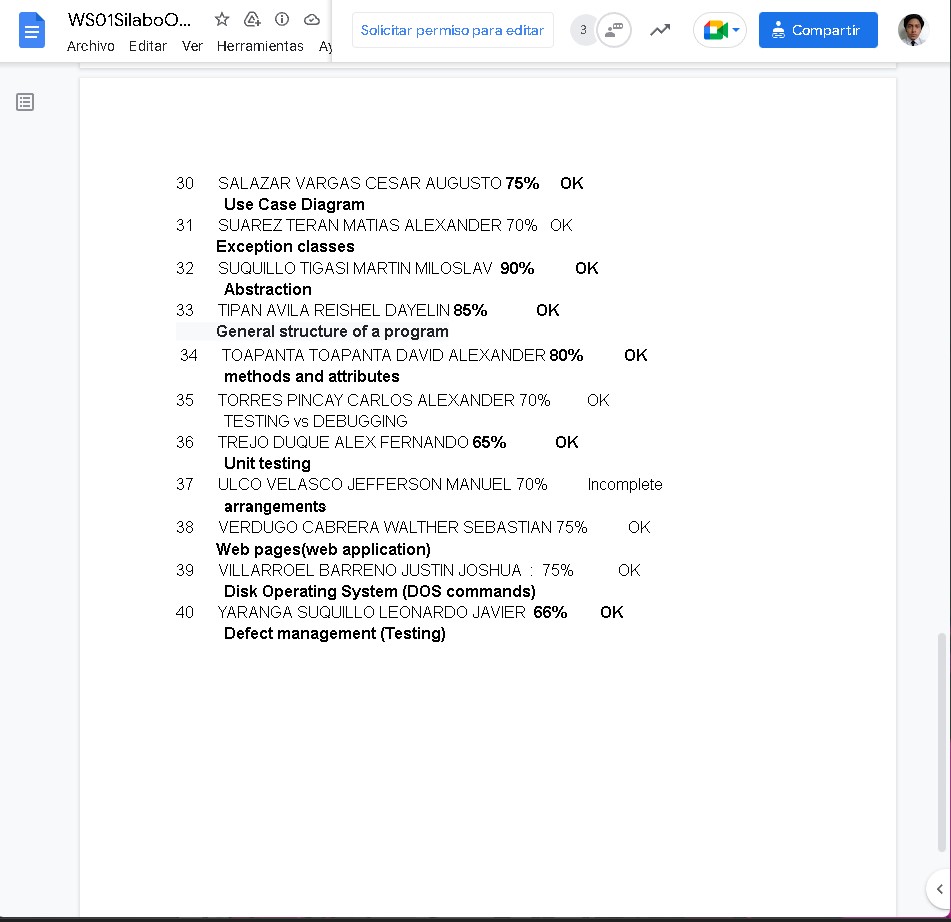 WS01SilaboO...
Archivo Editar Ver Herramientas Ay
Solicitar permiso para editar
3
Compartir
30 SALAZAR VARGAS CESAR AUGUSTO 75% OK
Use Case Diagram
31 SUAREZ TERAN MATIAS ALEXANDER 70% OK
Exception classes
32 SUQUILLO TIGASI MARTIN MILOSLAV 90% OK
Abstraction
33 TIPAN AVILA REISHEL DAYELIN 85% OK
General structure of a program
34 TOAPANTA TOAPANTA DAVID ALEXANDER 80% OK
methods and attributes
35 TORRES PINCAY CARLOS ALEXANDER 70% OK
TESTING vs DEBUGGING
36 TREJO DUQUE ALEX FERNANDO 65% OK
Unit testing
37 ULCO VELASCO JEFFERSON MANUEL 70% Incomplete
arrangements
38 VERDUGO CABRERA WALTHER SEBASTIAN 75% OK
Web pages(web application)
39 VILLARROEL BARRENO JUSTIN JOSHUA : 75% OK
Disk Operating System (DOS commands)
40 YARANGA SUQUILLO LEONARDO JAVIER 66% OK
Defect management (Testing)